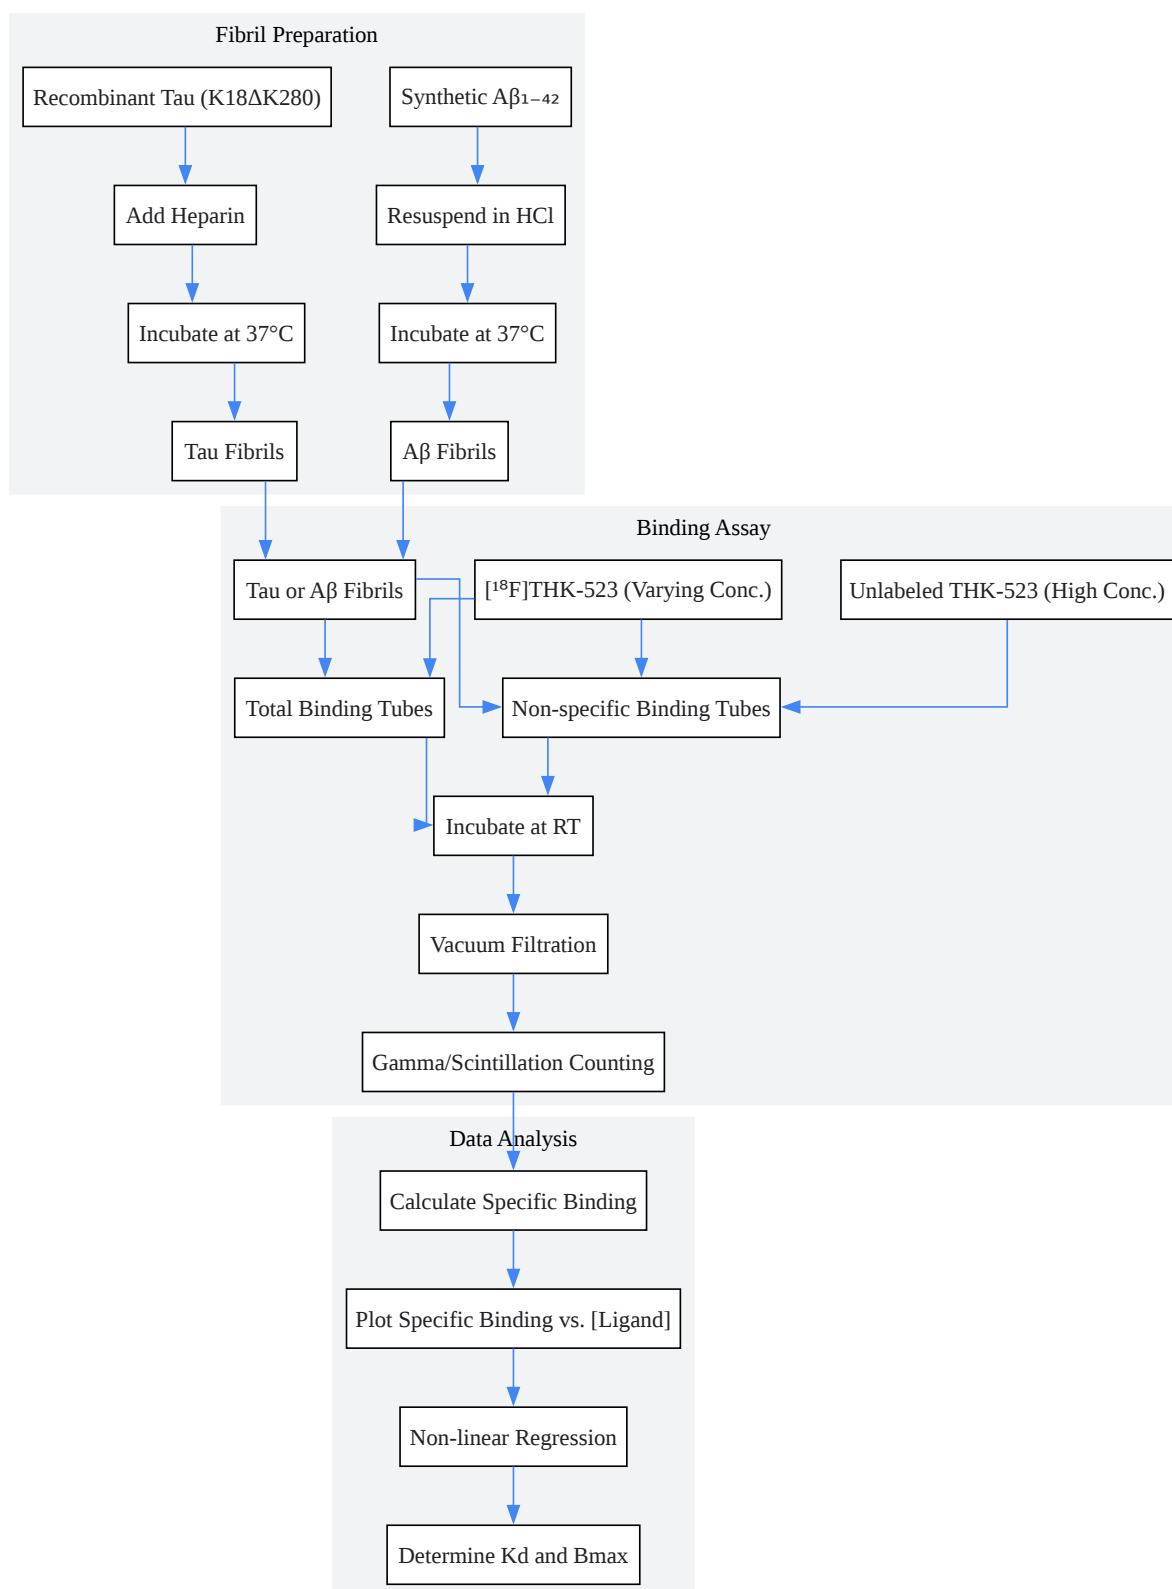 Fibril Preparation
Recombinant Tau (K18ΔK280)
Synthetic Aβ₁₋₄₂
Add Heparin
Resuspend in HCl
Incubate at 37°C
Incubate at 37°C
Tau Fibrils
Aβ Fibrils
Binding Assay
Tau or Aβ Fibrils
[¹⁸F]THK-523 (Varying Conc.)
Unlabeled THK-523 (High Conc.)
Total Binding Tubes
Non-specific Binding Tubes
Incubate at RT
Vacuum Filtration
Gamma/Scintillation Counting
Data Analysis
Calculate Specific Binding
Plot Specific Binding vs. [Ligand]
Non-linear Regression
Determine Kd and Bmax